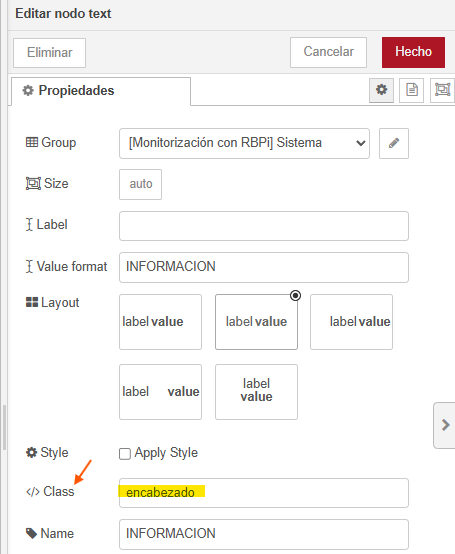 Editar nodo text
Eliminar
Cancelar
Hecho
Propiedades
Group
[Monitorización con RBPi] Sistema
Size
auto
Label
Value format
INFORMACION
Layout
label value
label value
label value
label value
label
value
Style
Apply Style
</> Class
encabezado
Name
INFORMACION